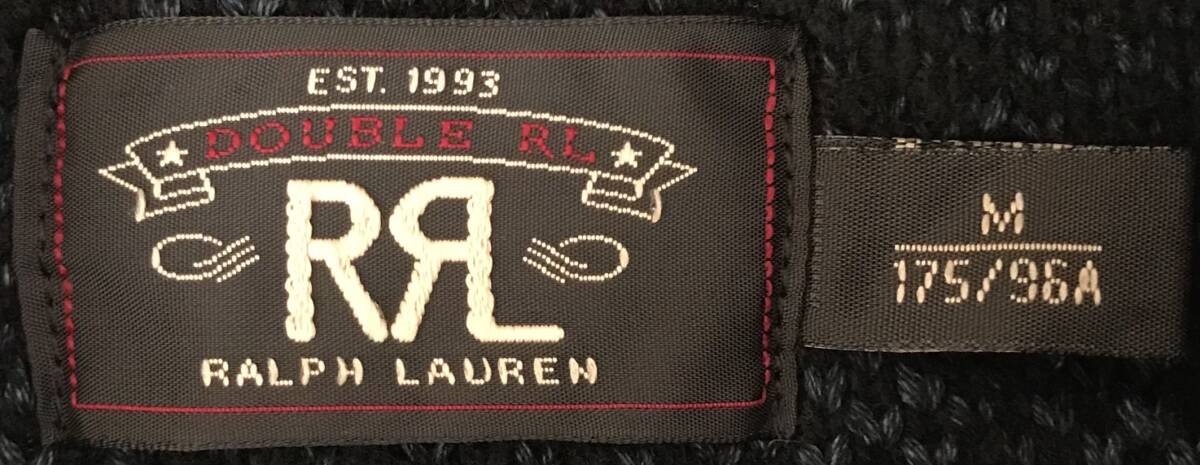 EST. 1993
DOUBLE RL
RRL
RALPH LAUREN
M
175/96A